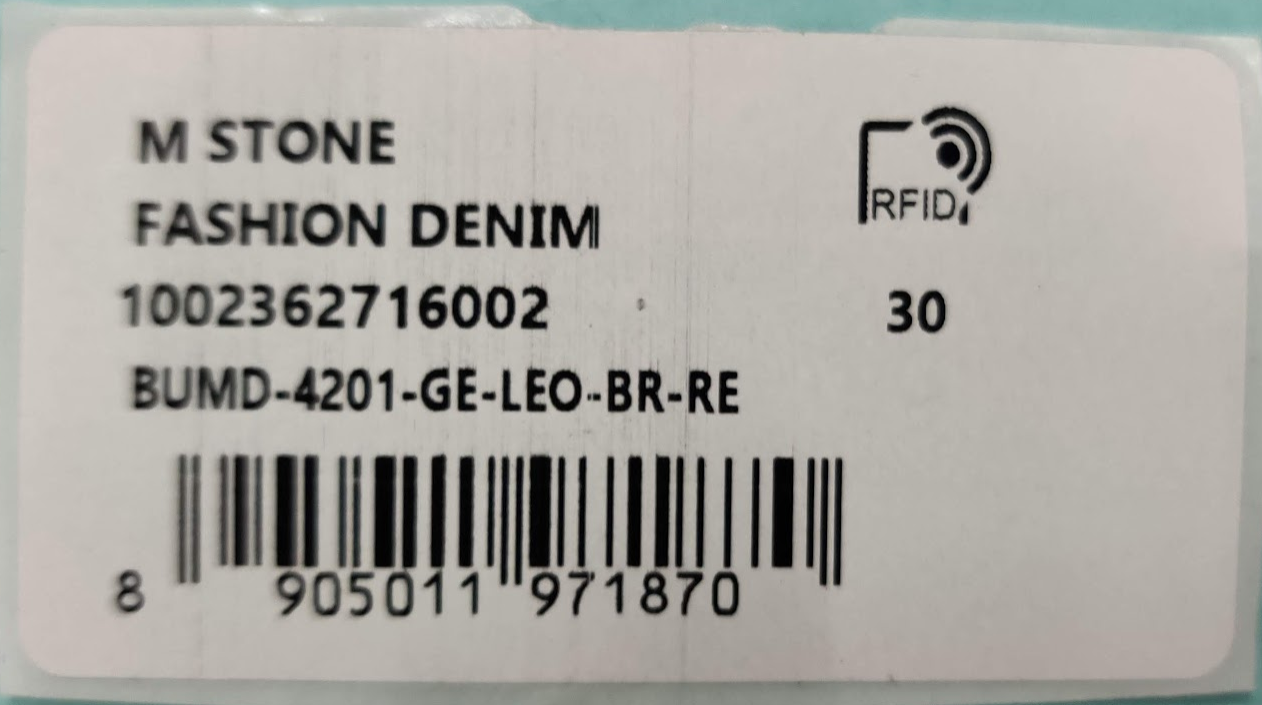 M STONE
RFID
FASHION DENIM
1002362716002 30
BUMD-4201-GE-LEO-BR-RE
8 905011 971870